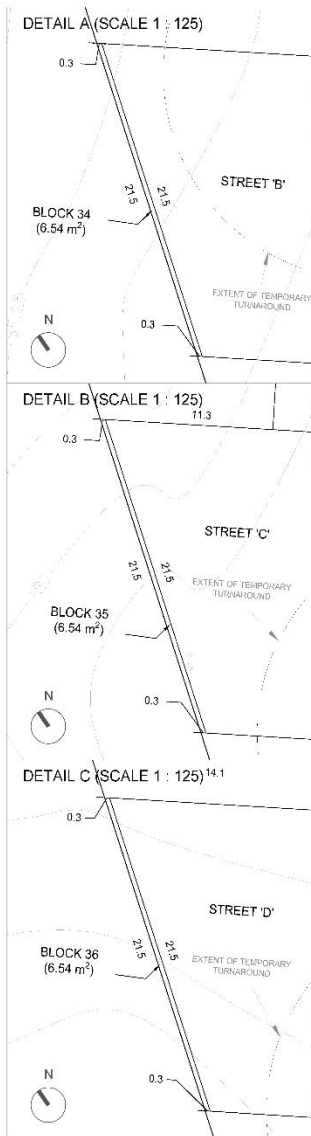 DETAIL A (SCALE 1 : 125)
0.3
STREET 'B'
21.5
21.5
BLOCK 34
(6.54 m²)
EXTENT OF TEMPORARY
TURNAROUND
0.3
N
DETAIL B (SCALE 1 : 125)
11.3
0.3
STREET 'C'
21.5
21.5
EXTENT OF TEMPORARY
TURNAROUND
BLOCK 35
(6.54 m²)
0.3
N
DETAIL C (SCALE 1 : 125)
14.1
0.3
STREET 'D'
21.5
21.5
BLOCK 36
(6.54 m²)
EXTENT OF TEMPORARY
TURNAROUND
0.3
N